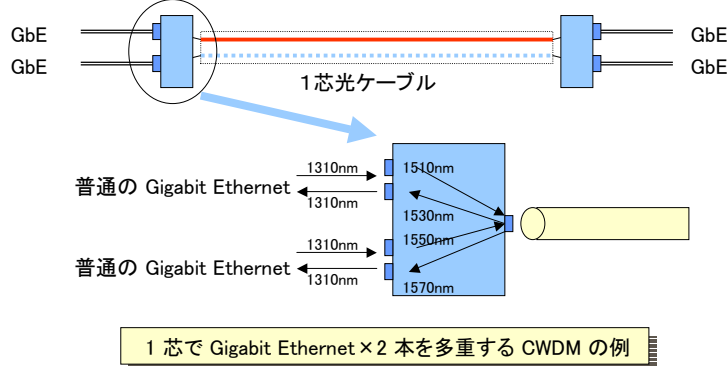 GbE
GbE
GbE
GbE
1芯光ケーブル
普通の Gigabit Ethernet
1310nm
1310nm
1510nm
1530nm
普通の Gigabit Ethernet
1310nm
1310nm
1550nm
1570nm
1 芯で Gigabit Ethernet×2 本を多重する CWDM の例